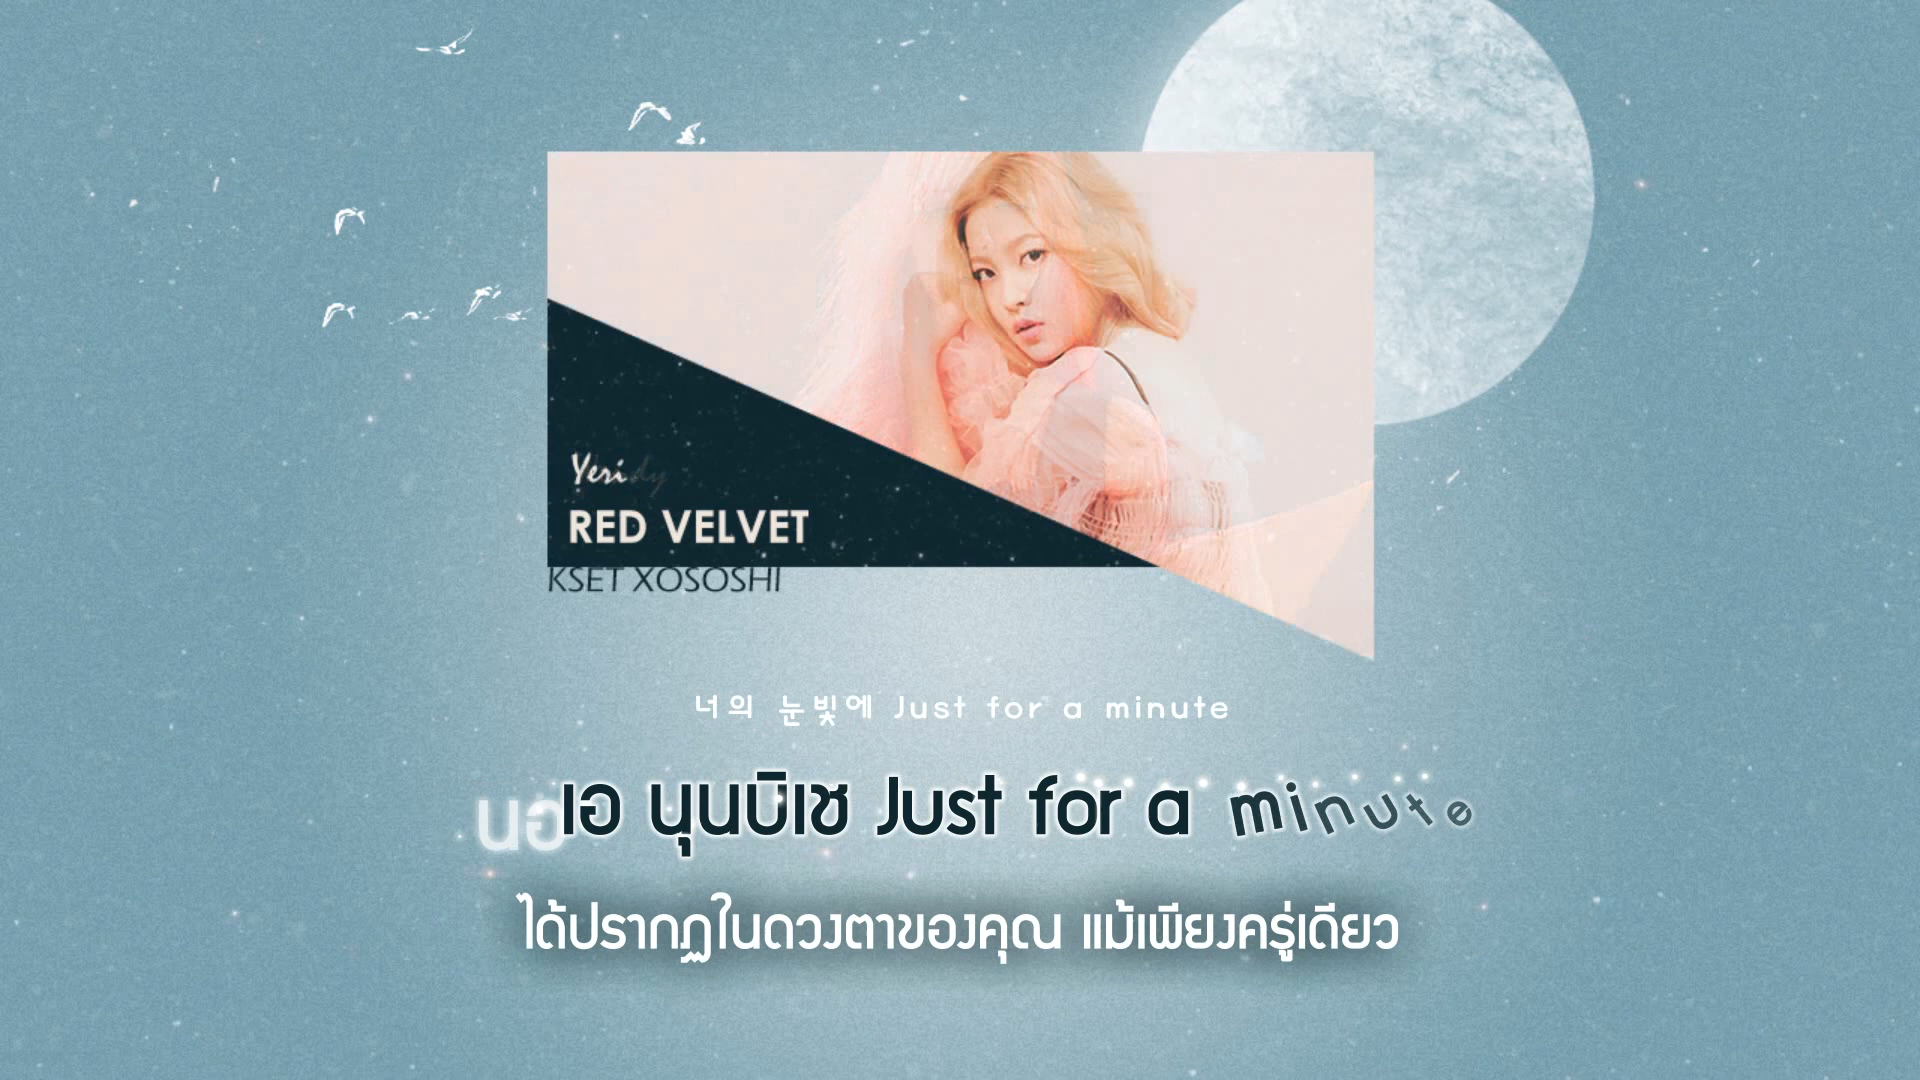 Yeri
RED VELVET
KSET XOSOSHI
너의 눈빛에 Just for a minute
นอเอ นุนบิเช Just for a minute
ได้ปรากฏในดวงตาของคุณ แม้เพียงครู่เดียว